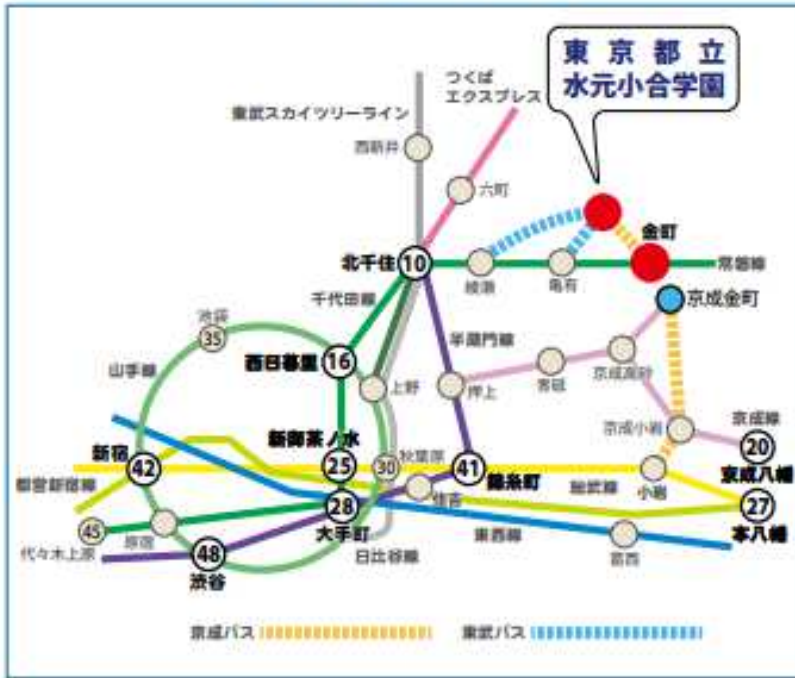 東京都立
水元小合学園
つくば
エクスプレス
東武スカイツリーライン
西新井
六町
金町
北千住
10
綾瀬
亀有
常磐線
京成金町
千代田線
池袋
35
半蔵門線
山手線
西日暮里
16
上野
押上
青砥
京成高砂
京成小岩
京成線
20
京成八幡
新御茶ノ水
新宿
42
25
秋葉原
30
41
錦糸町
都営新宿線
住吉
総武線
小岩
27
本八幡
28
大手町
45
原宿
代々木上原
48
渋谷
日比谷線
東西線
葛西
京成バス
東武バス